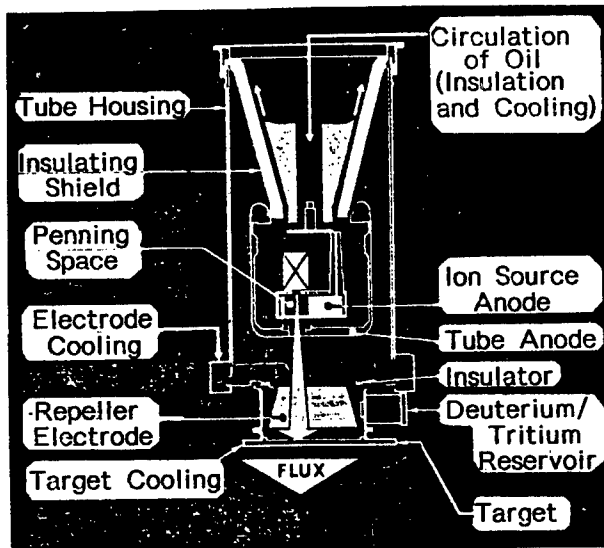 Circulation
of Oil
(Insulation
and Cooling)
Tube Housing
Insulating
Shield
Penning
Space
Ion Source
Anode
Electrode
Cooling
Tube Anode
Insulator
Repeller
Electrode
Deuterium/
Tritium
Reservoir
Target Cooling
FLUX
Target